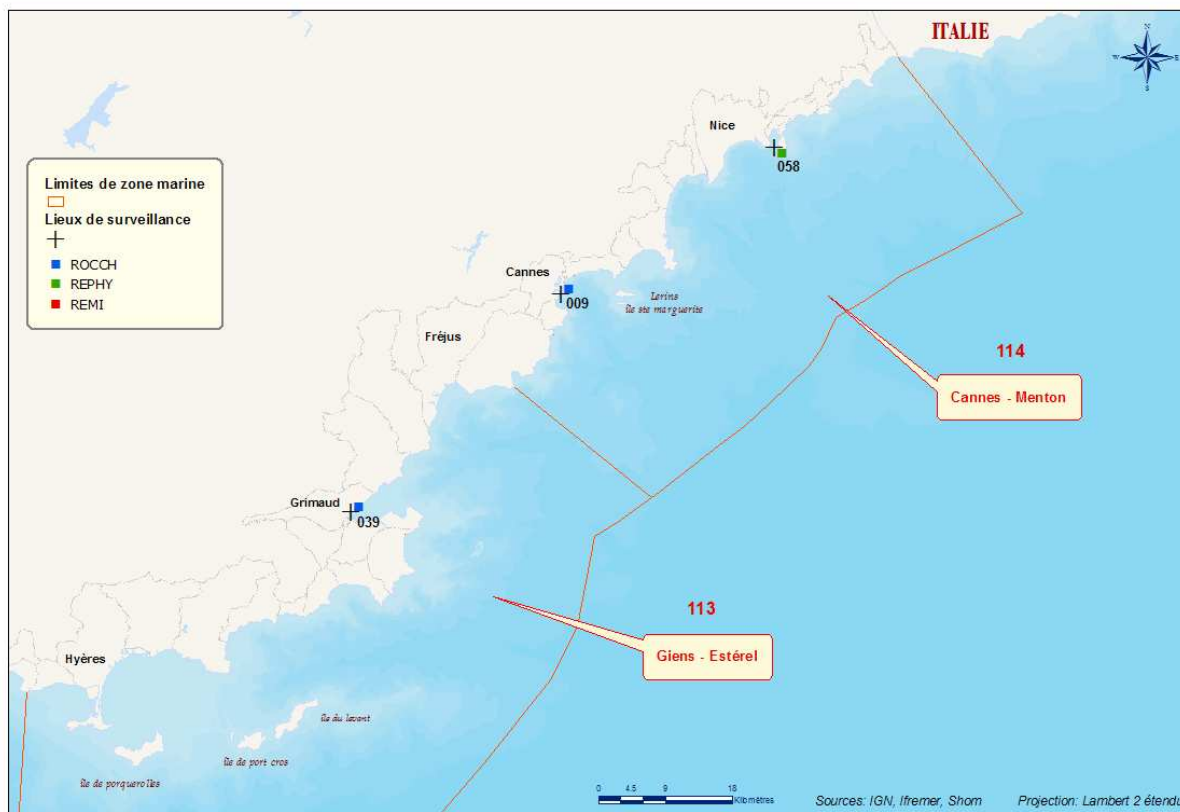 ITALIE
N
W
E
S
Nice
058
Limites de zone marine
Lieux de surveillance
ROCCH
REPHY
REMI
Cannes
009
Lerins
île ste marguerite
Fréjus
114
Cannes - Menton
Grimaud
039
113
Giens - Estérel
Hyères
île du levant
île de port cros
île de porquerolles
0 4.5 9 18
Kilomètres
Sources: IGN, Ifremer, Shom Projection: Lambert 2 étendu